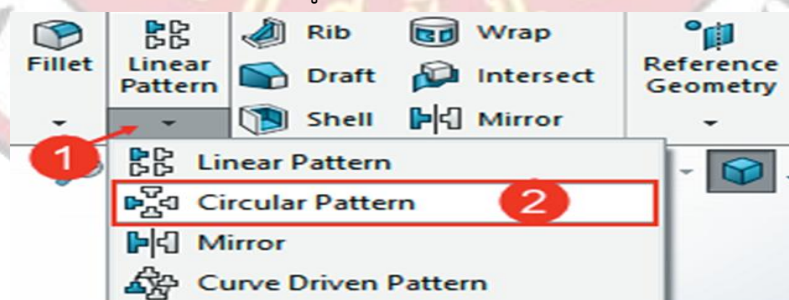 Fillet
Linear
Pattern
Rib
Draft
Shell
Wrap
Intersect
Mirror
Reference
Geometry
1
Linear Pattern
Circular Pattern
2
Mirror
Curve Driven Pattern